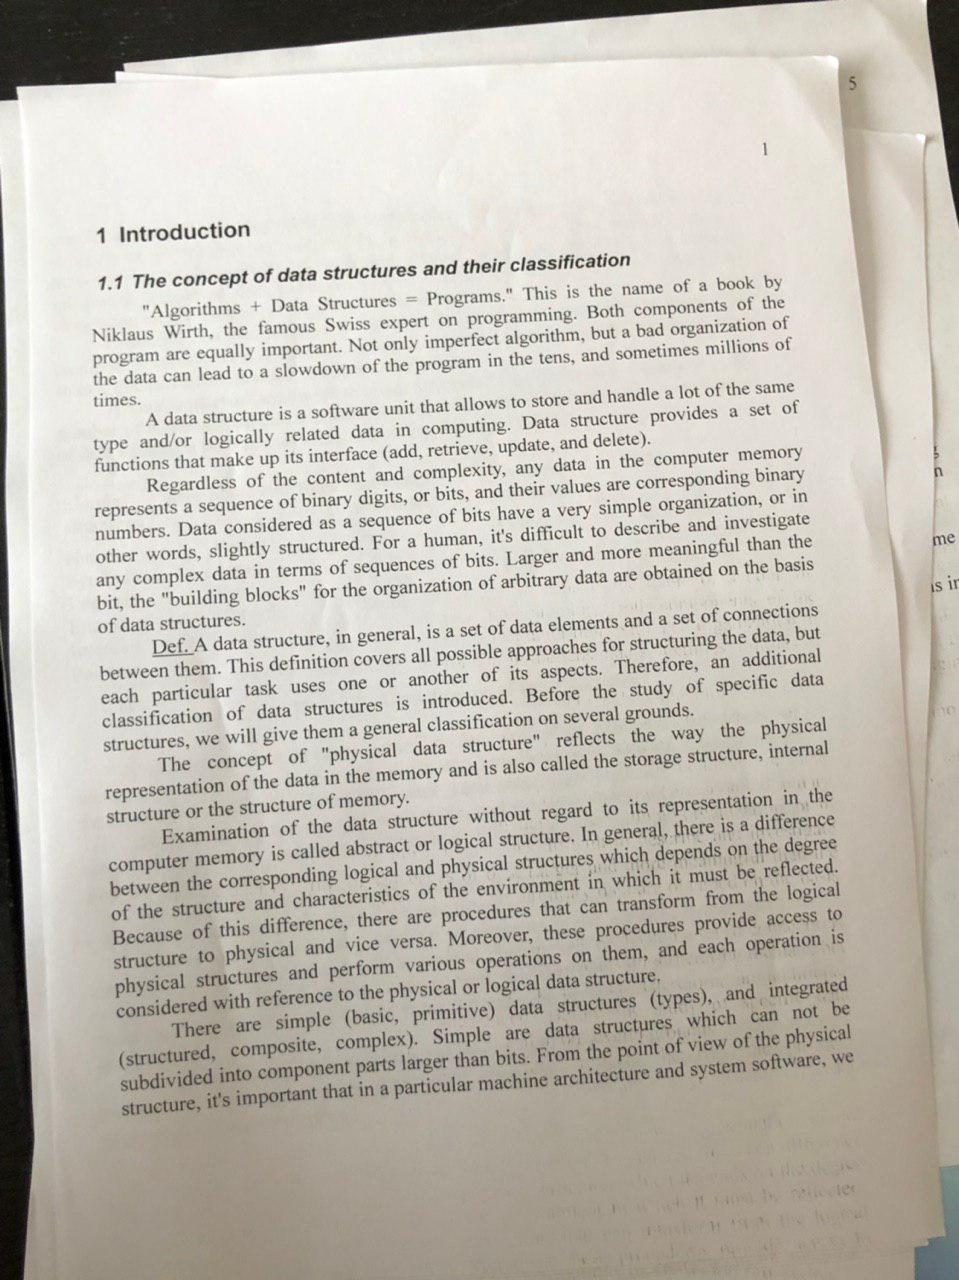 5
1
1 Introduction
1.1 The concept of data structures and their classification
"Algorithms + Data Structures = Programs." This is the name of a book by
Niklaus Wirth, the famous Swiss expert on programming. Both components of the
program are equally important. Not only imperfect algorithm, but a bad organization of
the data can lead to a slowdown of the program in the tens, and sometimes millions of
times.
A data structure is a software unit that allows to store and handle a lot of the same
type and/or logically related data in computing. Data structure provides a set of
functions that make up its interface (add, retrieve, update, and delete).
Regardless of the content and complexity, any data in the computer memory
represents a sequence of binary digits, or bits, and their values are corresponding binary
numbers. Data considered as a sequence of bits have a very simple organization, or in
other words, slightly structured. For a human, it's difficult to describe and investigate
any complex data in terms of sequences of bits. Larger and more meaningful than the
bit, the "building blocks" for the organization of arbitrary data are obtained on the basis
of data structures.
Def. A data structure, in general, is a set of data elements and a set of connections
between them. This definition covers all possible approaches for structuring the data, but
each particular task uses one or another of its aspects. Therefore, an additional
classification of data structures is introduced. Before the study of specific data
structures, we will give them a general classification on several grounds.
The concept of "physical data structure" reflects the way the physical
representation of the data in the memory and is also called the storage structure, internal
structure or the structure of memory.
Examination of the data structure without regard to its representation in the
computer memory is called abstract or logical structure. In general, there is a difference
between the corresponding logical and physical structures which depends on the degree
of the structure and characteristics of the environment in which it must be reflected.
Because of this difference, there are procedures that can transform from the logical
structure to physical and vice versa. Moreover, these procedures provide access to
physical structures and perform various operations on them, and each operation is
considered with reference to the physical or logical data structure.
There are simple (basic, primitive) data structures (types), and integrated
(structured, composite, complex). Simple are data structures which can not be
subdivided into component parts larger than bits. From the point of view of the physical
structure, it's important that in a particular machine architecture and system software, we